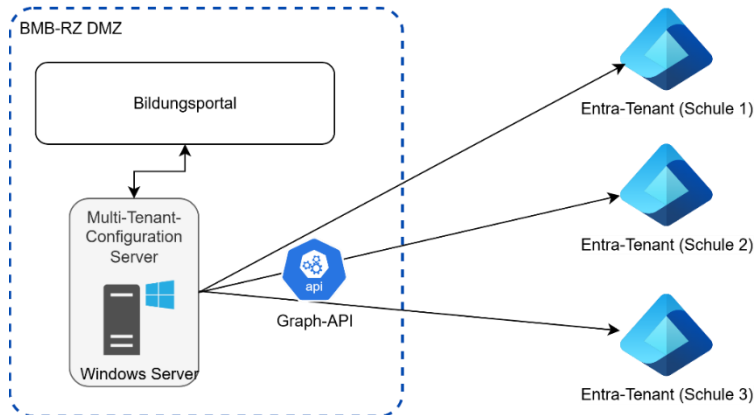 BMB-RZ DMZ
Bildungsportal
Multi-Tenant-
Configuration
Server
Windows Server
api
Graph-API
Entra-Tenant (Schule 1)
Entra-Tenant (Schule 2)
Entra-Tenant (Schule 3)